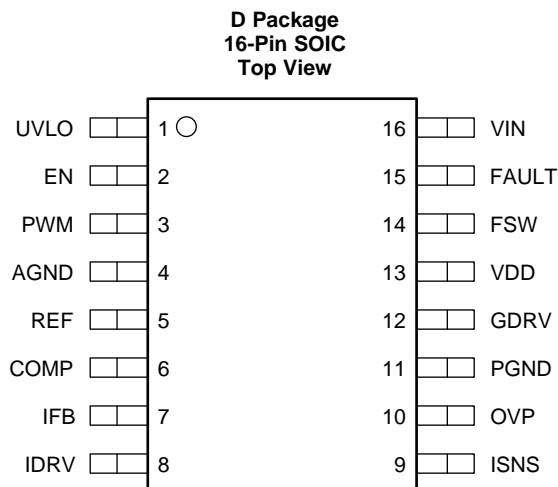 D Package
16-Pin SOIC
Top View
UVLO 1 16 VIN
EN 2 15 FAULT
PWM 3 14 FSW
AGND 4 13 VDD
REF 5 12 GDRV
COMP 6 11 PGND
IFB 7 10 OVP
IDRV 8 9 ISNS